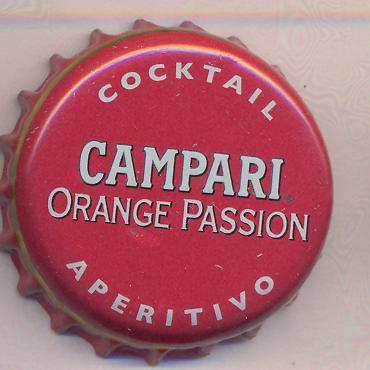 COCKTAIL
CAMPARI
ORANGE PASSION
APERITIVO